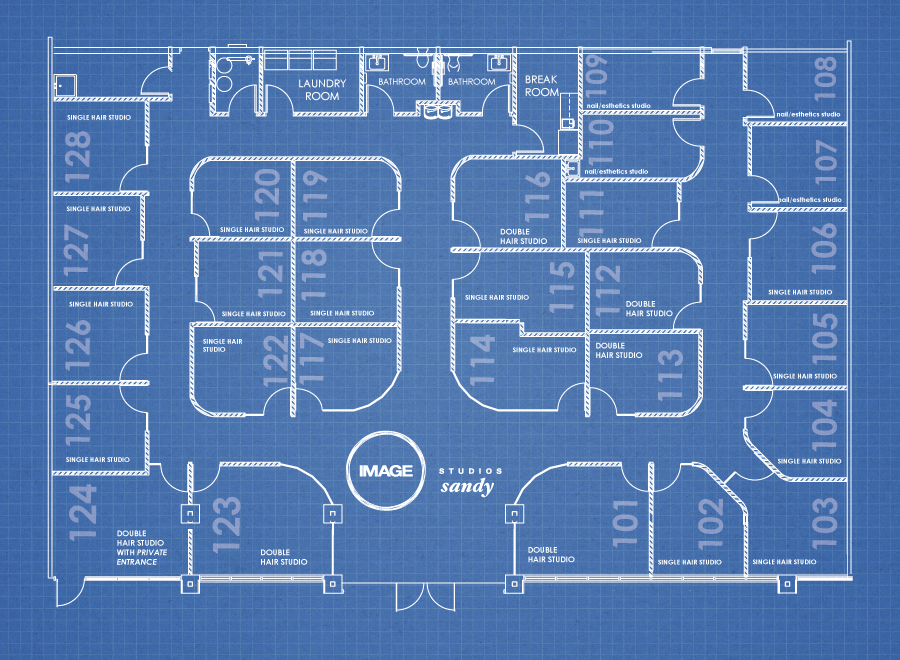 LAUNDRY
ROOM
BATHROOM
BATHROOM
BREAK
ROOM
109
nail/esthetics studio
108
nail/esthetics studio
SINGLE HAIR STUDIO
128
110
nail/esthetics studio
107
nail/esthetics studio
120
SINGLE HAIR STUDIO
119
SINGLE HAIR STUDIO
116
DOUBLE
HAIR STUDIO
111
SINGLE HAIR STUDIO
SINGLE HAIR STUDIO
127
106
SINGLE HAIR STUDIO
121
SINGLE HAIR STUDIO
118
SINGLE HAIR STUDIO
115
SINGLE HAIR STUDIO
112
DOUBLE
HAIR STUDIO
SINGLE HAIR STUDIO
126
105
SINGLE HAIR STUDIO
SINGLE HAIR
STUDIO
122
SINGLE HAIR STUDIO
117
114
SINGLE HAIR STUDIO
DOUBLE
HAIR STUDIO
113
125
SINGLE HAIR STUDIO
104
SINGLE HAIR STUDIO
IMAGE
STUDIOS
sandy
124
DOUBLE
HAIR STUDIO
WITH PRIVATE
ENTRANCE
123
DOUBLE
HAIR STUDIO
101
DOUBLE
HAIR STUDIO
102
SINGLE HAIR STUDIO
103
SINGLE HAIR STUDIO